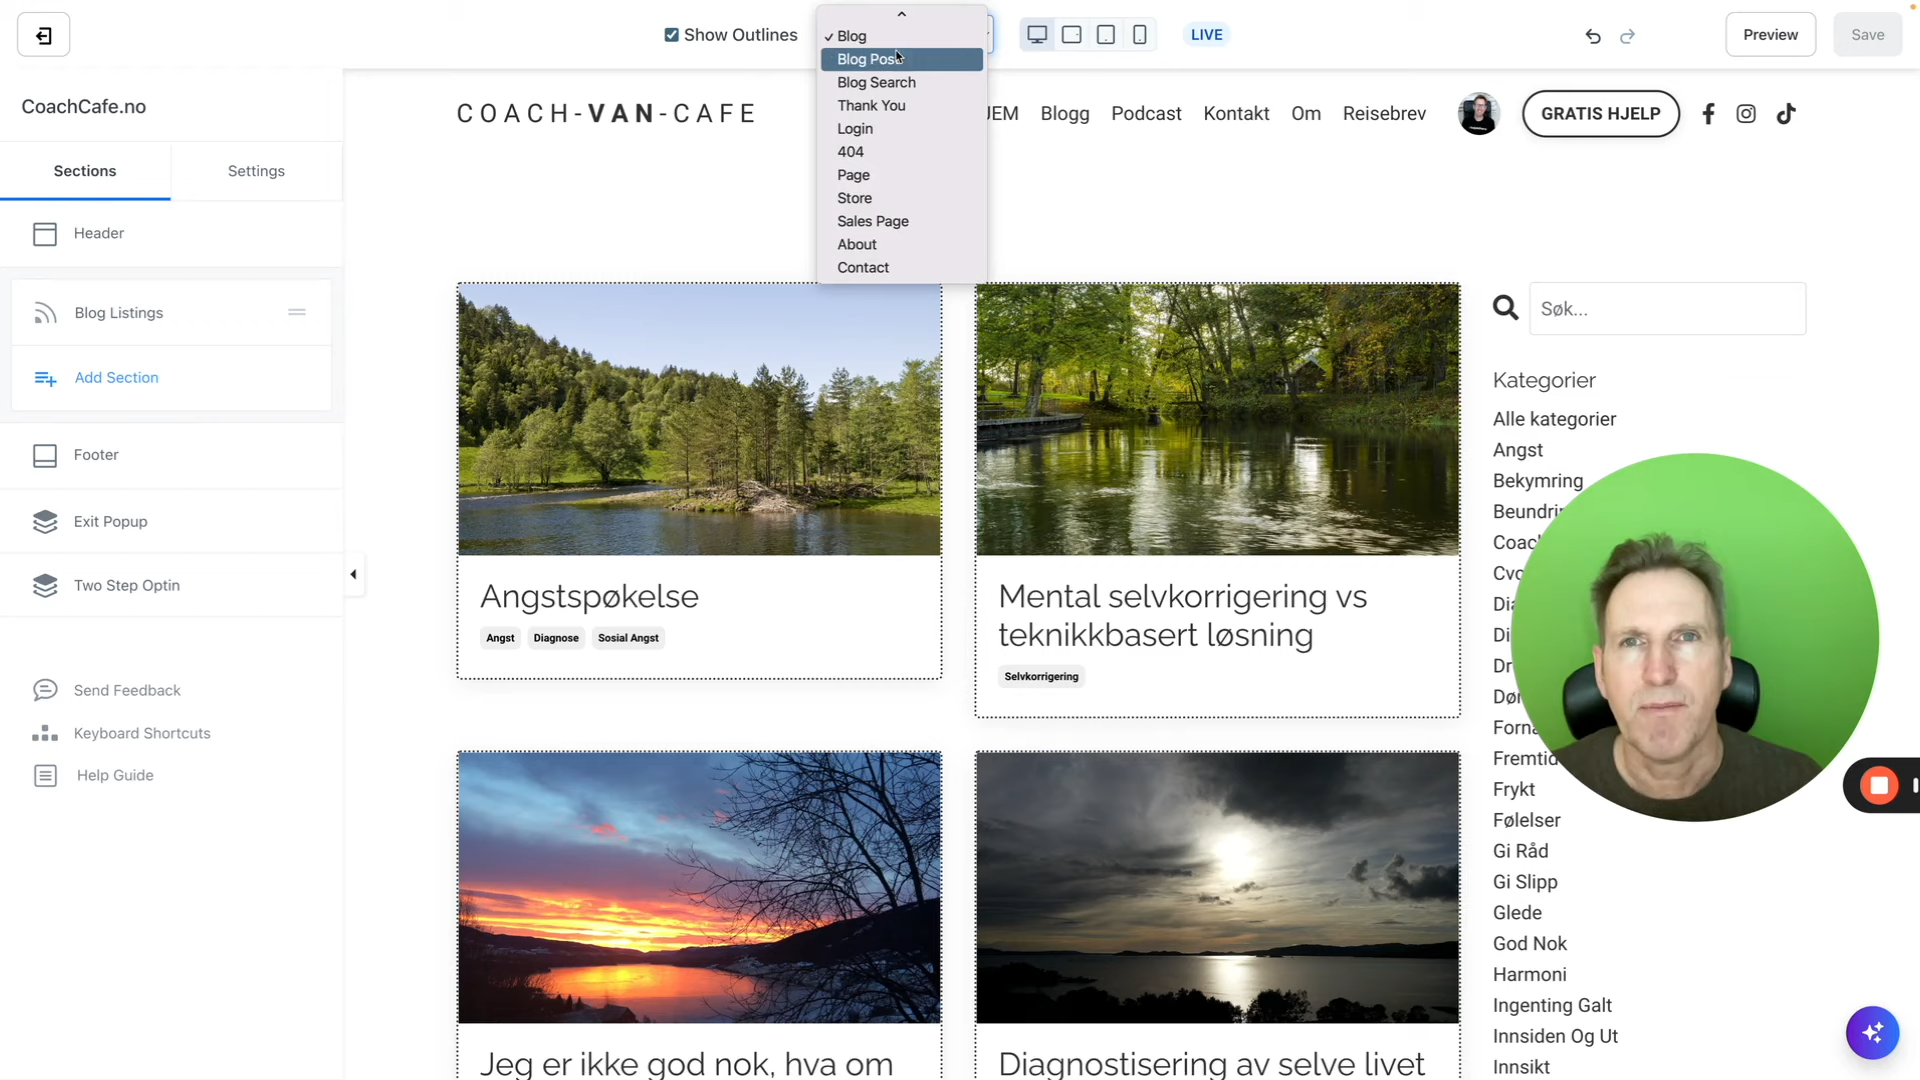 Show Outlines
Blog
Blog Post
Blog Search
Thank You
Login
404
Page
Store
Sales Page
About
Contact
LIVE
Preview
Save
CoachCafe.no
Sections
Settings
Header
Blog Listings
Add Section
Footer
Exit Popup
Two Step Optin
Send Feedback
Keyboard Shortcuts
Help Guide
COACH-VAN-CAFE
Blogg
Podcast
Kontakt
Om
Reisebrev
GRATIS HJELP
Angstspøkelse
Angst Diagnose Sosial Angst
Mental selvkorrigering vs
teknikkbasert løsning
Selvkorrigering
Jeg er ikke god nok, hva om
Diagnostisering av selve livet
Søk...
Kategorier
Alle kategorier
Angst
Bekymring
Frykt
Følelser
Gi Råd
Gi Slipp
Glede
God Nok
Harmoni
Ingenting Galt
Innsiden Og Ut
Innsikt